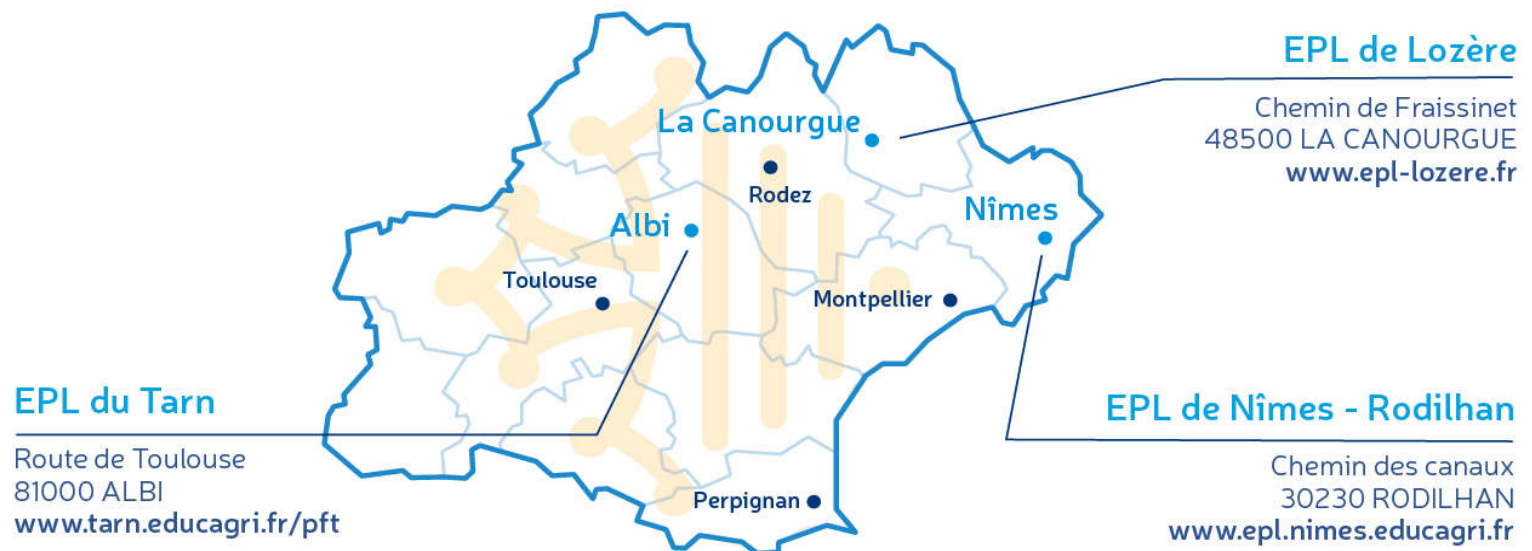 EPL de Lozère
Chemin de Fraissinet
48500 LA CANOURGUE
www.epl-lozere.fr
La Canourgue
Rodez
Nîmes
Albi
Toulouse
Montpellier
Perpignan
EPL du Tarn
Route de Toulouse
81000 ALBI
www.tarn.educagri.fr/pft
EPL de Nîmes - Rodilhan
Chemin des canaux
30230 RODILHAN
www.epl.nimes.educagri.fr